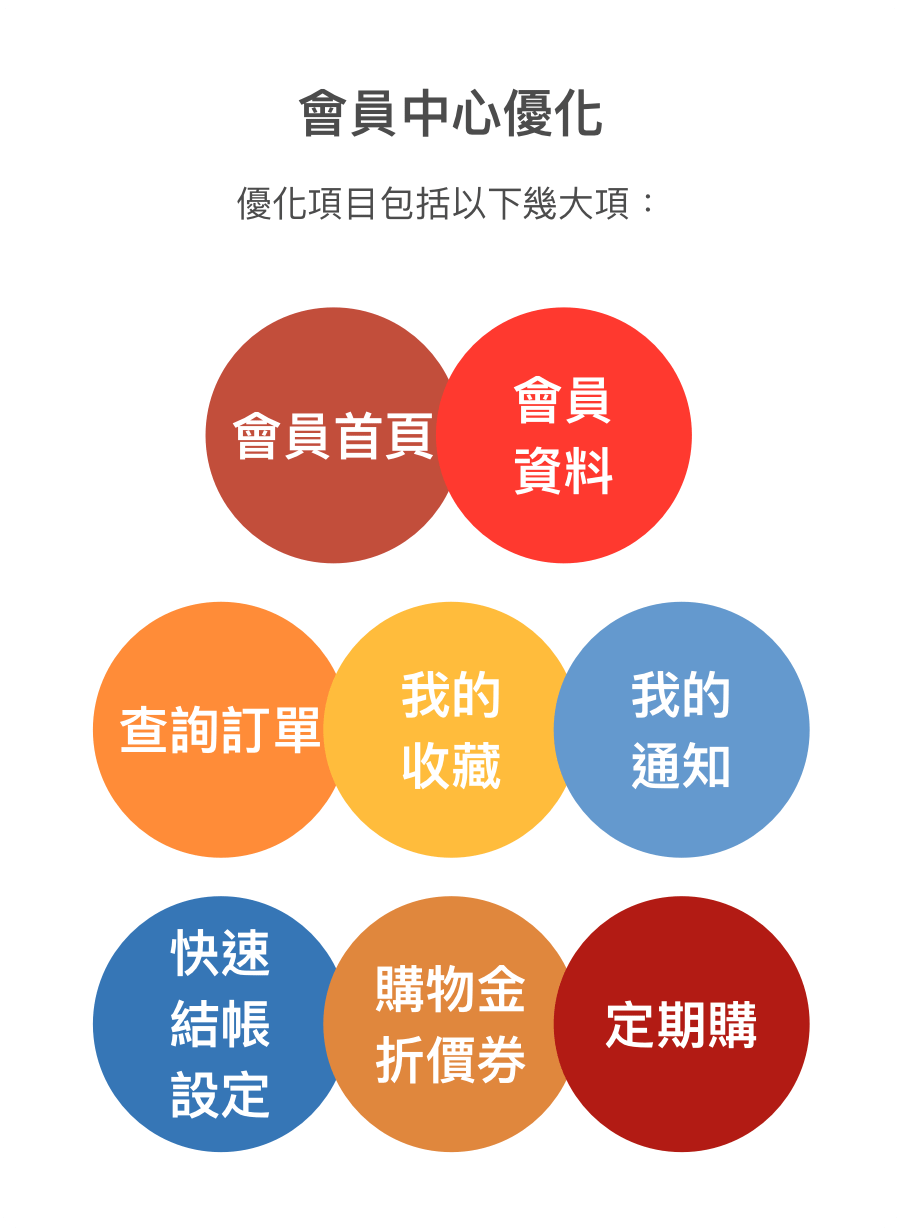 會員中心優化
優化項目包括以下幾大項：
會員首頁
會員
資料
查詢訂單
我的
收藏
我的
通知
快速
結帳
設定
購物金
折價券
定期購